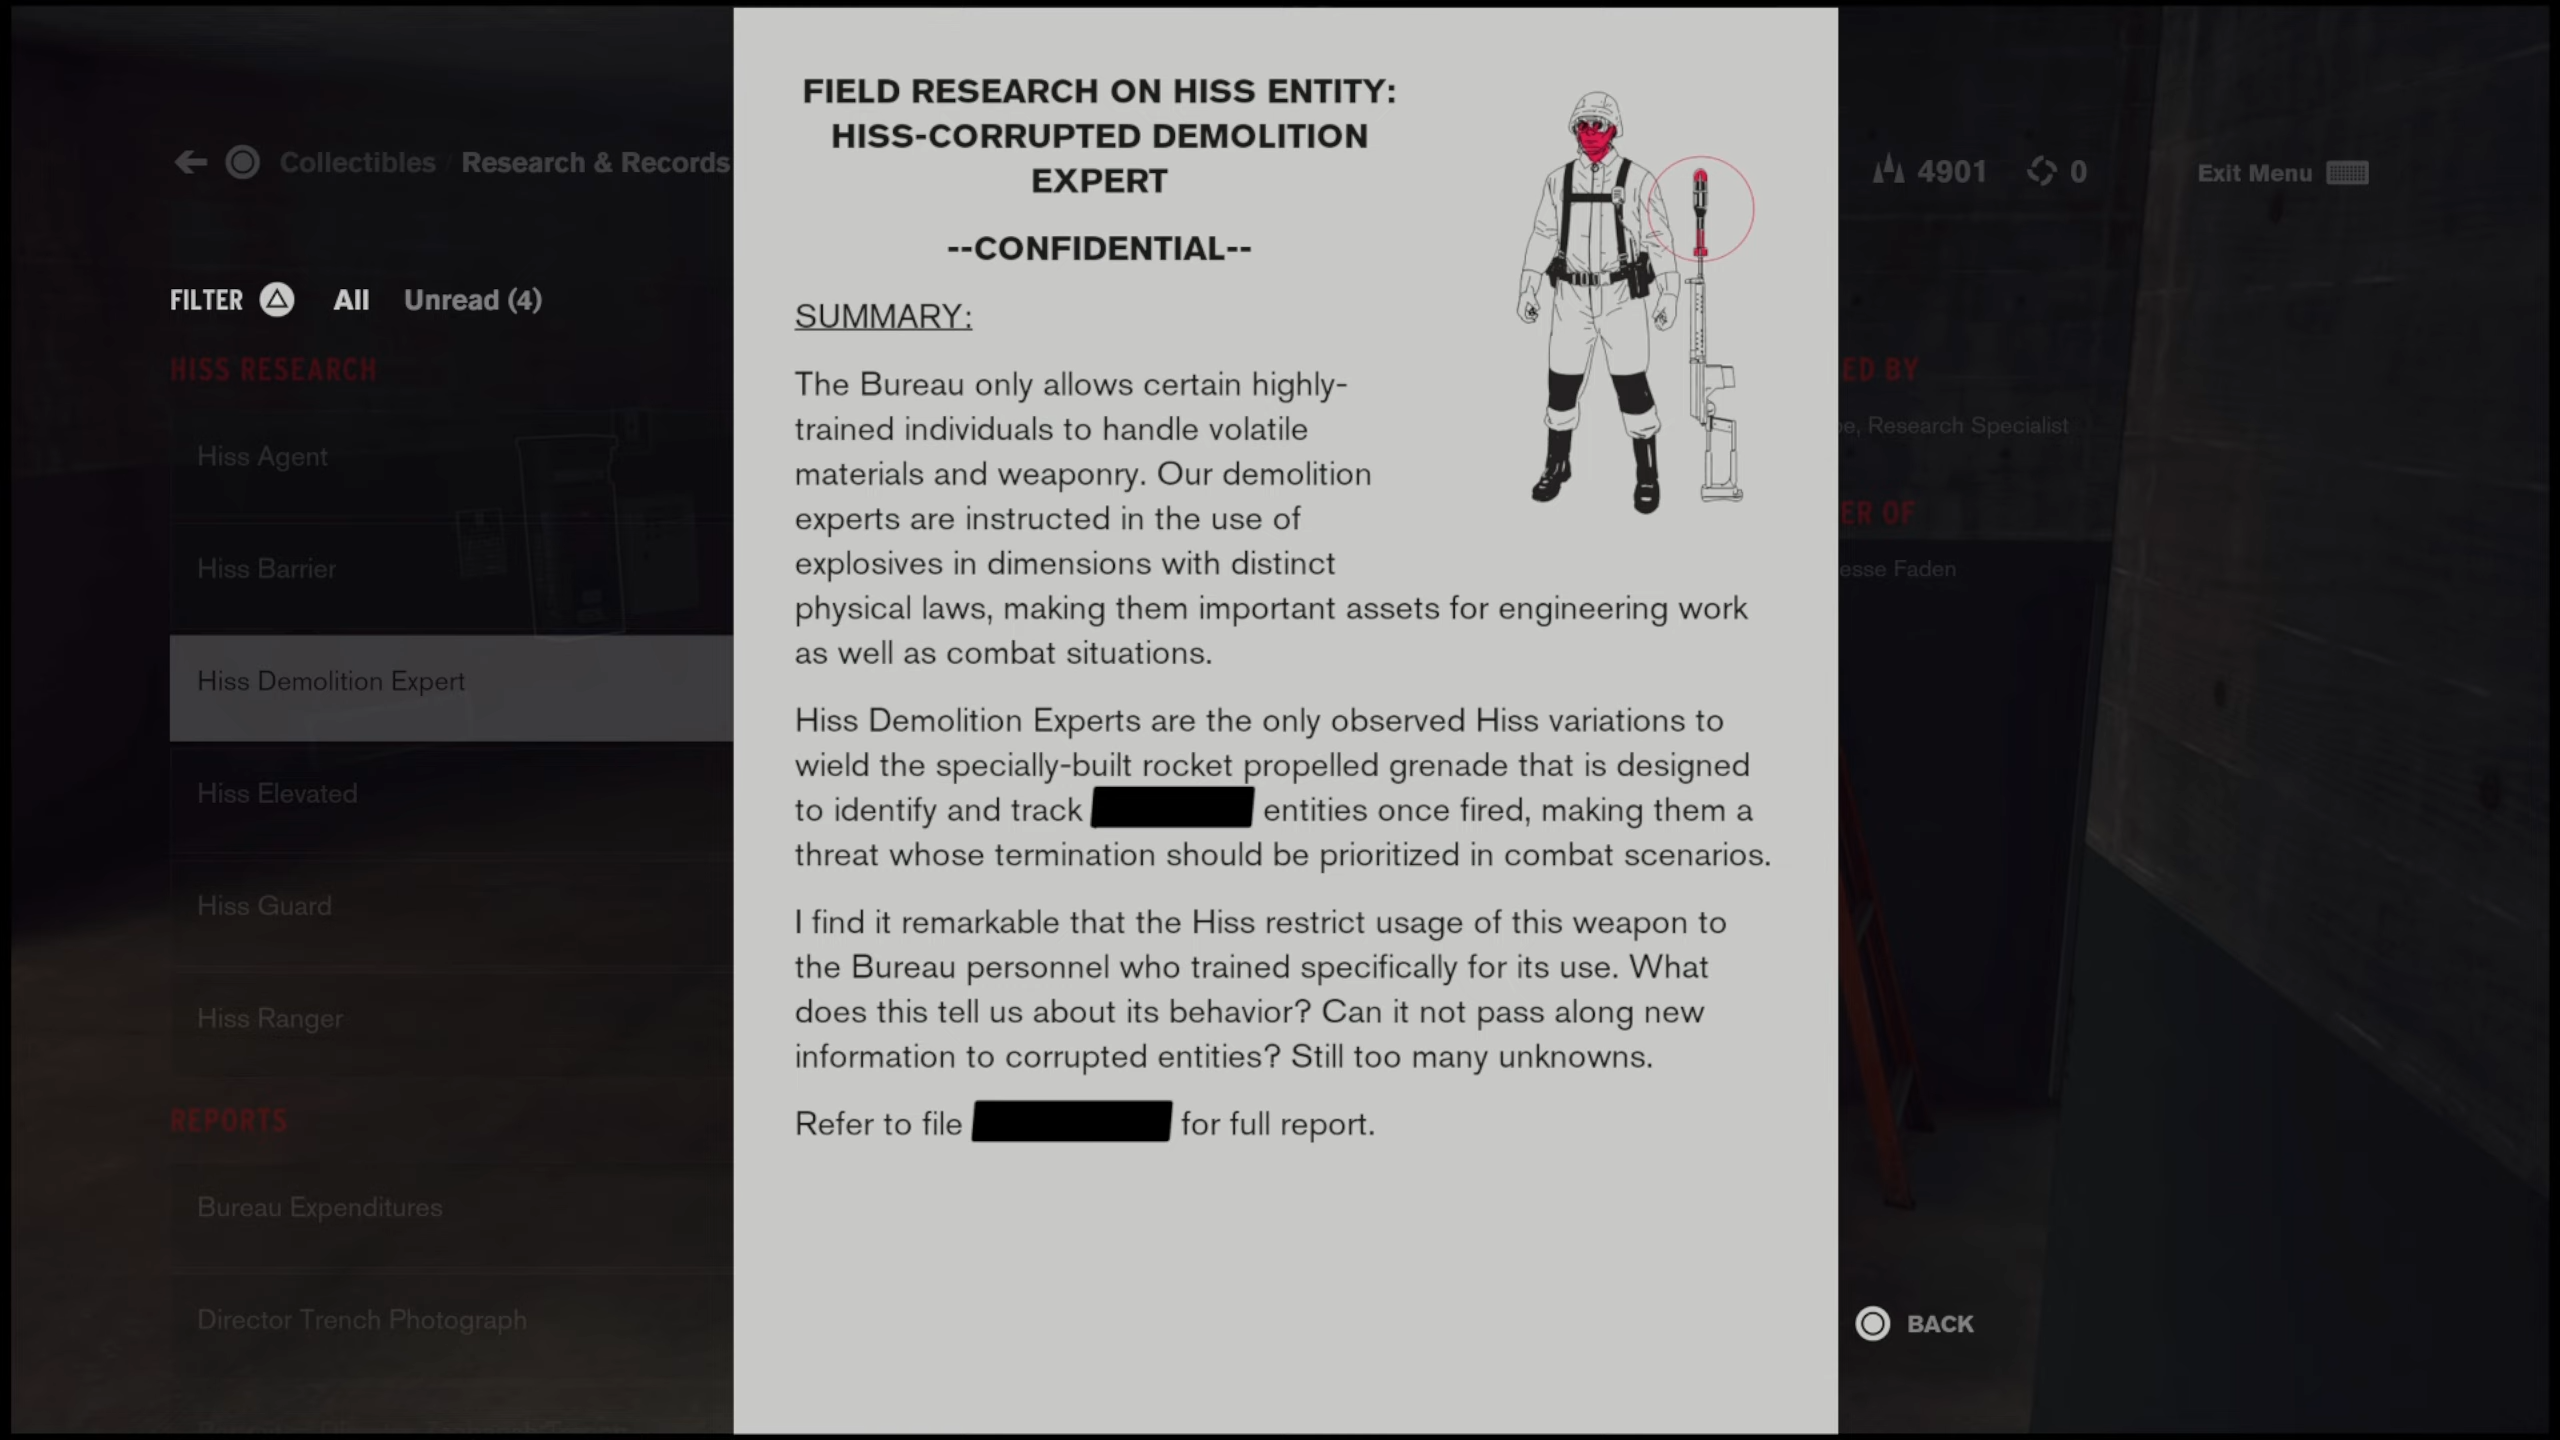 Collectibles / Research & Records
4901
0
Exit Menu
FILTER All Unread (4)
HISS RESEARCH
Hiss Agent
Hiss Barrier
Hiss Demolition Expert
Hiss Elevated
Hiss Guard
Hiss Ranger
REPORTS
Bureau Expenditures
Director Trench Photograph
FIELD RESEARCH ON HISS ENTITY:
HISS-CORRUPTED DEMOLITION
EXPERT
--CONFIDENTIAL--
SUMMARY:
The Bureau only allows certain highly-
trained individuals to handle volatile
materials and weaponry. Our demolition
experts are instructed in the use of
explosives in dimensions with distinct
physical laws, making them important assets for engineering work
as well as combat situations.
Hiss Demolition Experts are the only observed Hiss variations to
wield the specially-built rocket propelled grenade that is designed
to identify and track entities once fired, making them a
threat whose termination should be prioritized in combat scenarios.
I find it remarkable that the Hiss restrict usage of this weapon to
the Bureau personnel who trained specifically for its use. What
does this tell us about its behavior? Can it not pass along new
information to corrupted entities? Still too many unknowns.
Refer to file for full report.
ED BY
e, Research Specialist
ER OF
esse Faden
BACK